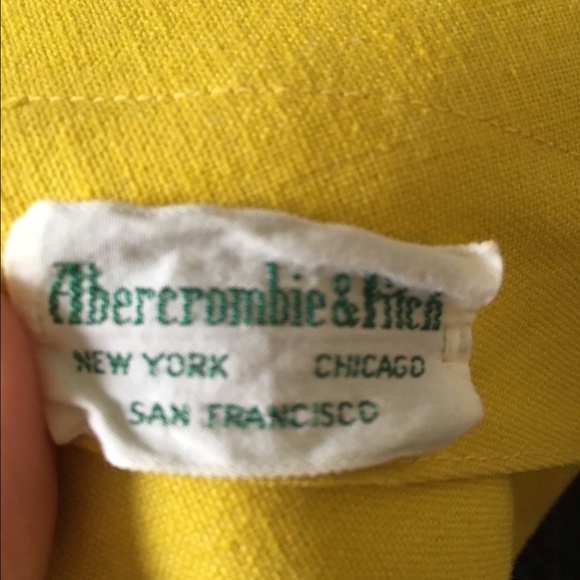 Abercrombie & Fitch
NEW YORK CHICAGO
SAN FRANCISCO